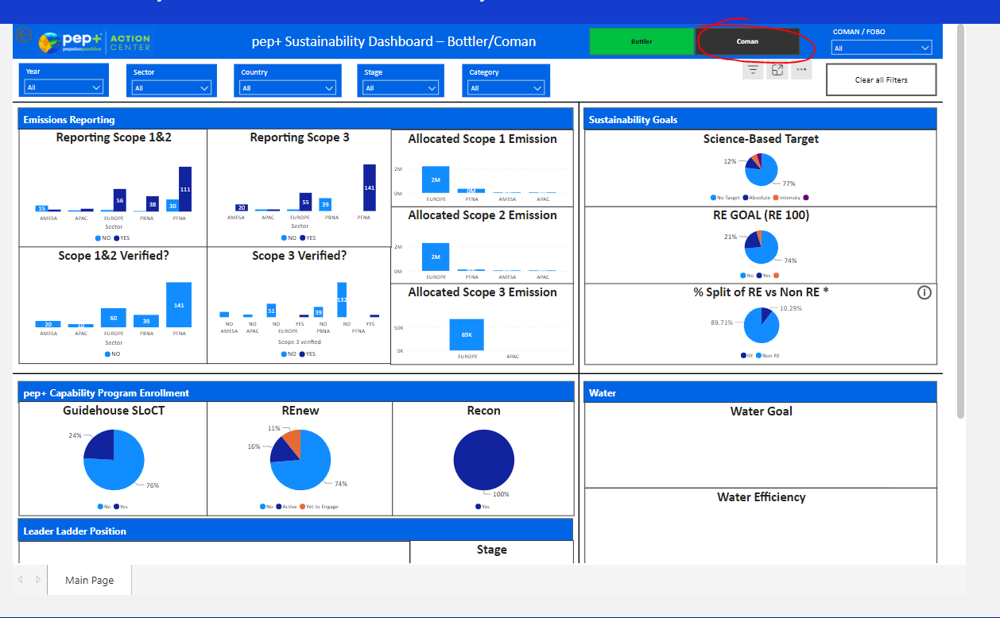 pep+
pepsico positive
ACTION
CENTER
pep+ Sustainability Dashboard – Bottler/Coman
Bottler
Coman
COMAN / FOBO
All
Year
All
Sector
All
Country
All
Stage
All
Category
All
Clear all Filters
Emissions Reporting
Reporting Scope 1&2
15
56
38
30
111
AMESA APAC EUROPE PBNA PFNA
Sector
NO YES
Reporting Scope 3
20
55
39
141
AMESA APAC EUROPE PBNA PFNA
Sector
NO YES
Allocated Scope 1 Emission
2M
0M
2M
0M
EUROPE PFNA AMESA APAC
Scope 1&2 Verified?
20
10
60
39
141
AMESA APAC EUROPE PBNA PFNA
Sector
NO
Scope 3 Verified?
51
39
132
NO NO NO YES NO NO YES
AMESA APAC EUROPE PBNA PFNA
Scope 3 verified
NO YES
Allocated Scope 2 Emission
2M
0M
2M
EUROPE PFNA AMESA APAC
Allocated Scope 3 Emission
50K
0K
69K
EUROPE APAC
Sustainability Goals
Science-Based Target
12%
77%
No Target Absolute Intensity
RE GOAL (RE 100)
21%
74%
No Yes
% Split of RE vs Non RE *
10.29%
89.71%
RE Non RE
pep+ Capability Program Enrollment
Guidehouse SLoCT
24%
76%
No Yes
REnew
11%
16%
74%
No Active Yet to Engage
Recon
100%
Yes
Water
Water Goal
Water Efficiency
Leader Ladder Position
Stage
Main Page